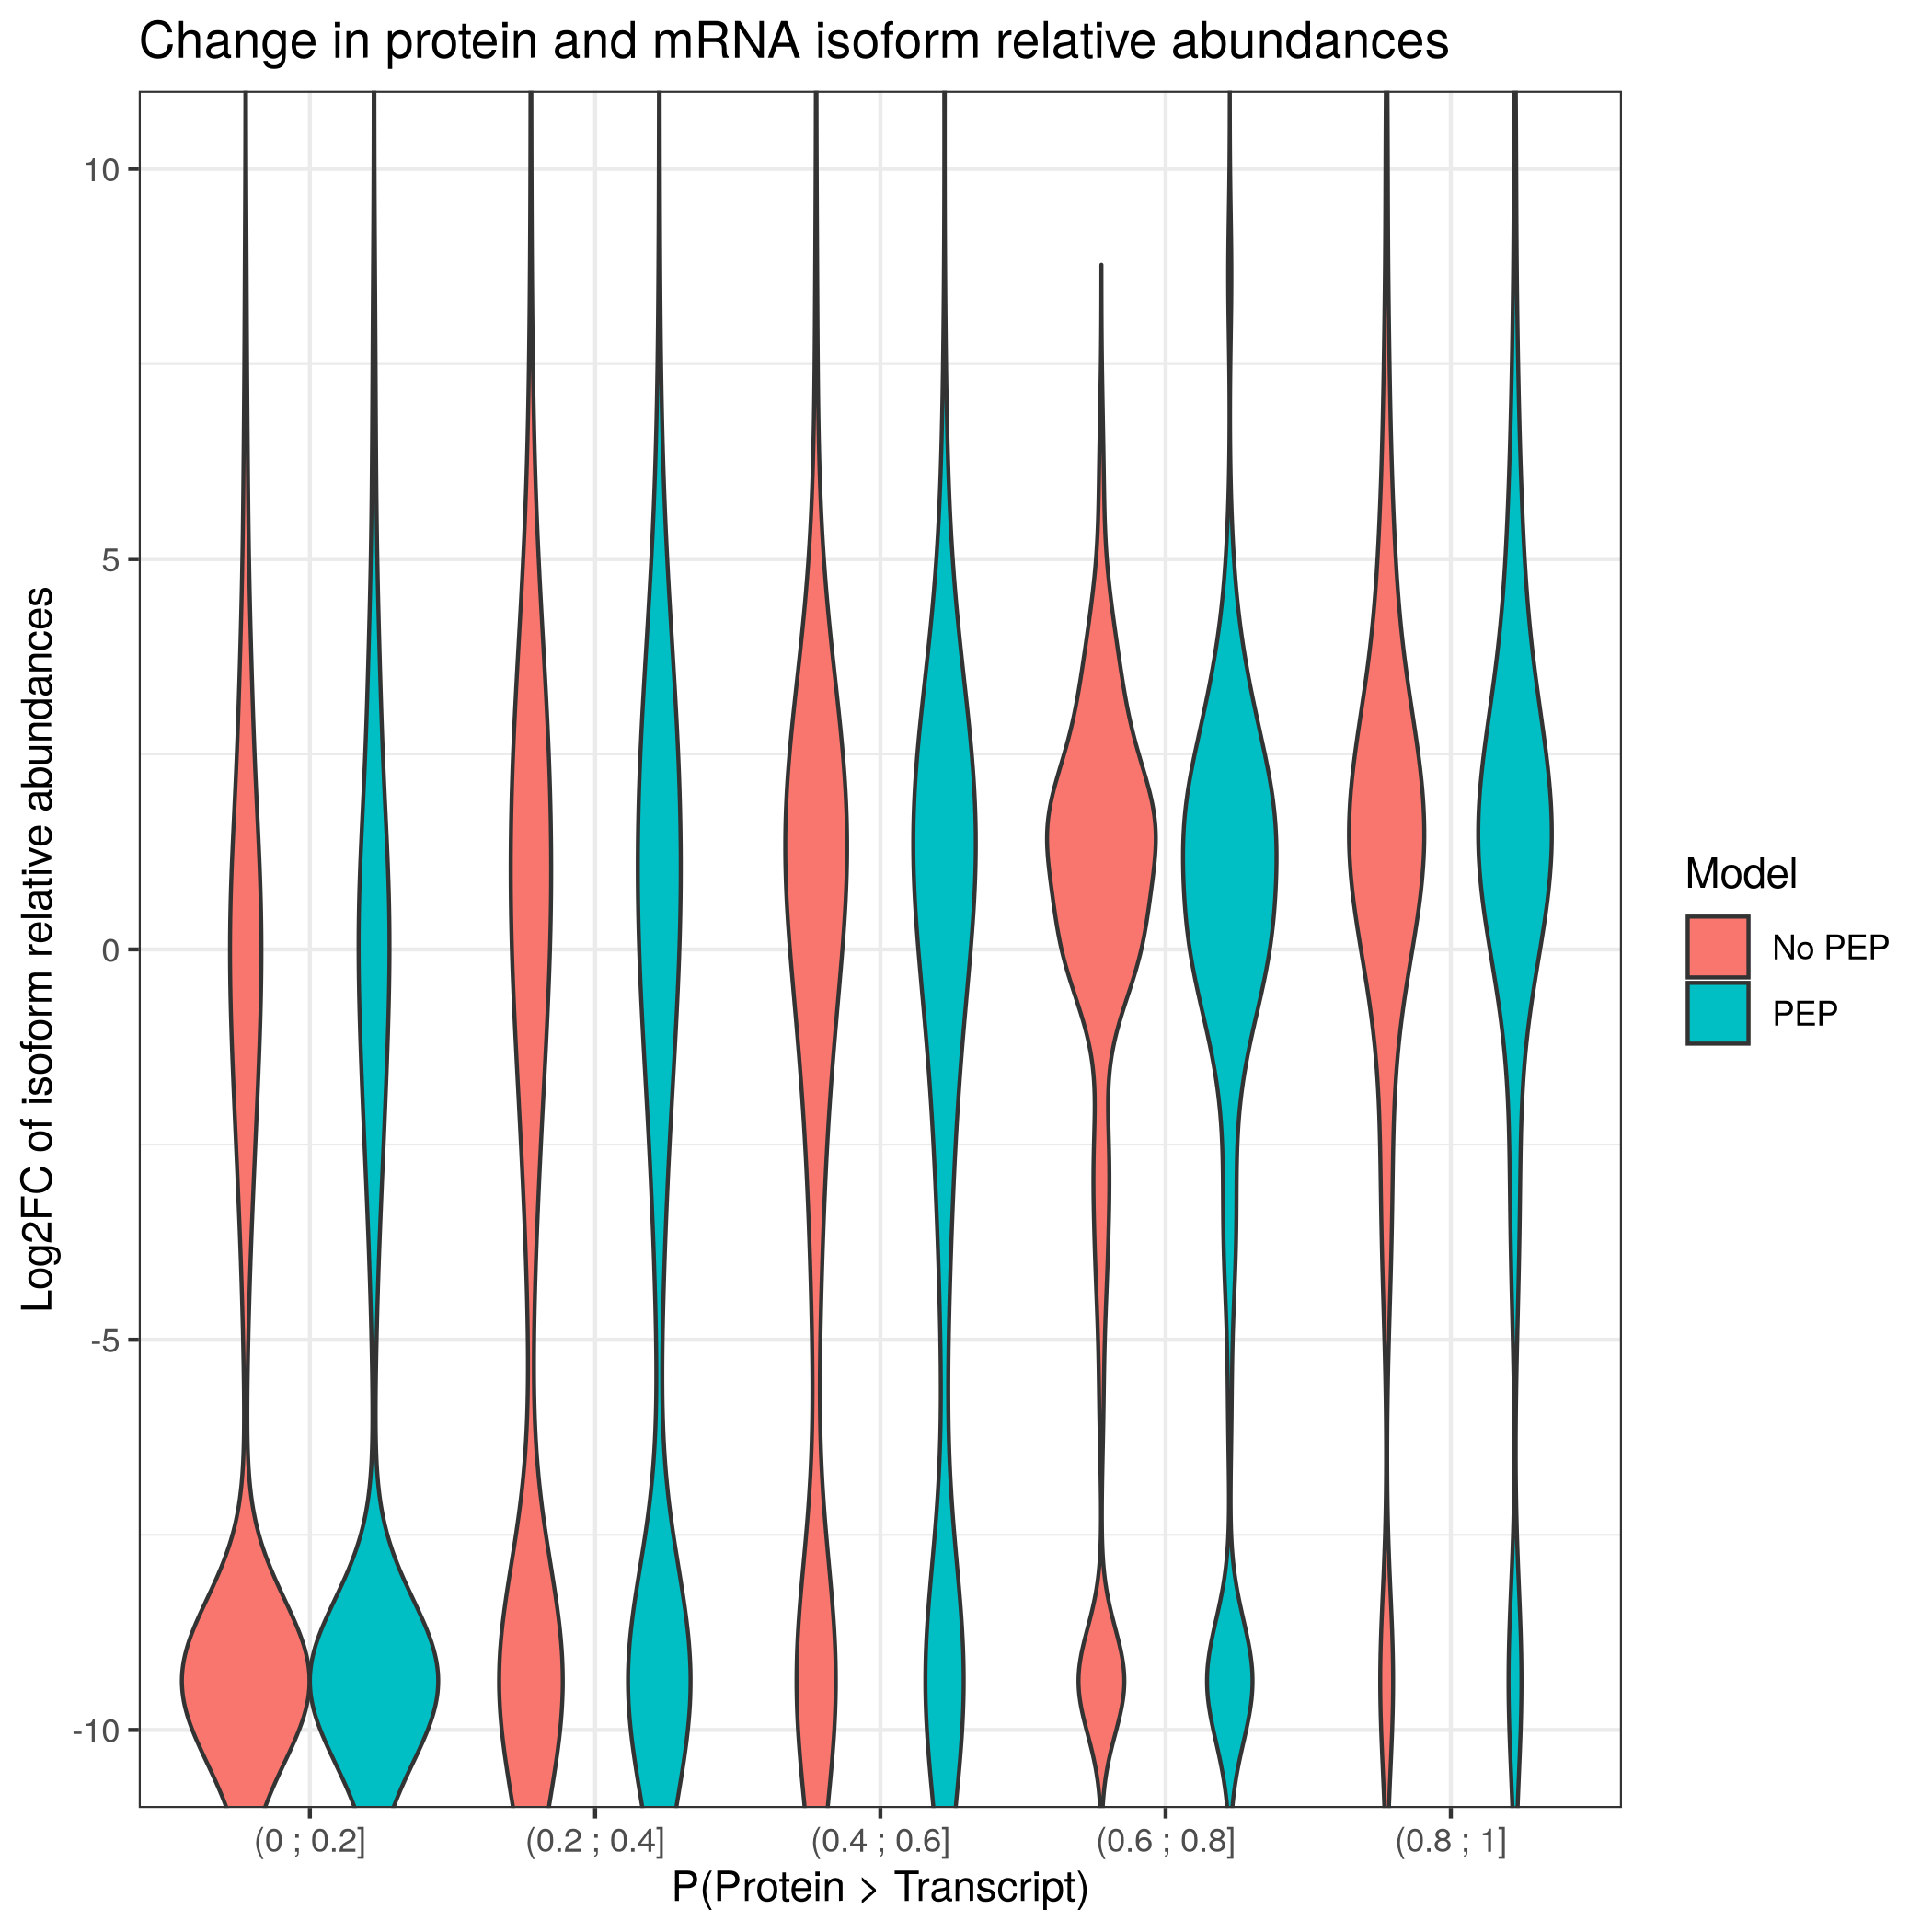 Change in protein and mRNA isoform relative abundances
Log2FC of isoform relative abundances
10
5
0
-5
-10
(0 ; 0.2]
(0.2 ; 0.4]
(0.4 ; 0.6]
(0.6 ; 0.8]
(0.8 ; 1]
P(Protein > Transcript)
Model
No PEP
PEP